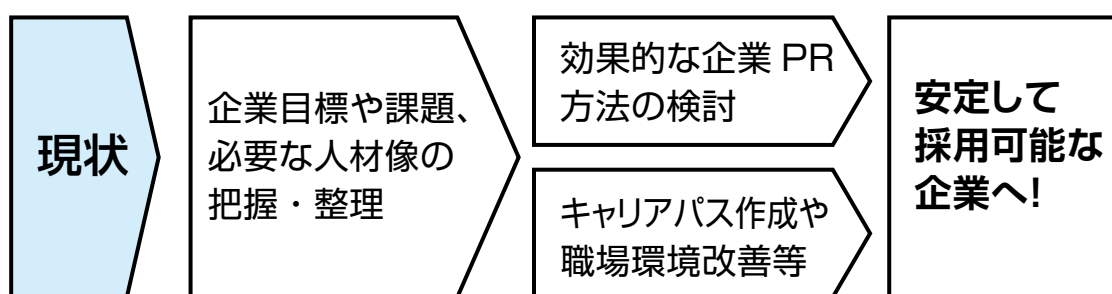 現状
企業目標や課題、
必要な人材像の
把握・整理
効果的な企業 PR
方法の検討
キャリアパス作成や
職場環境改善等
安定して
採用可能な
企業へ!